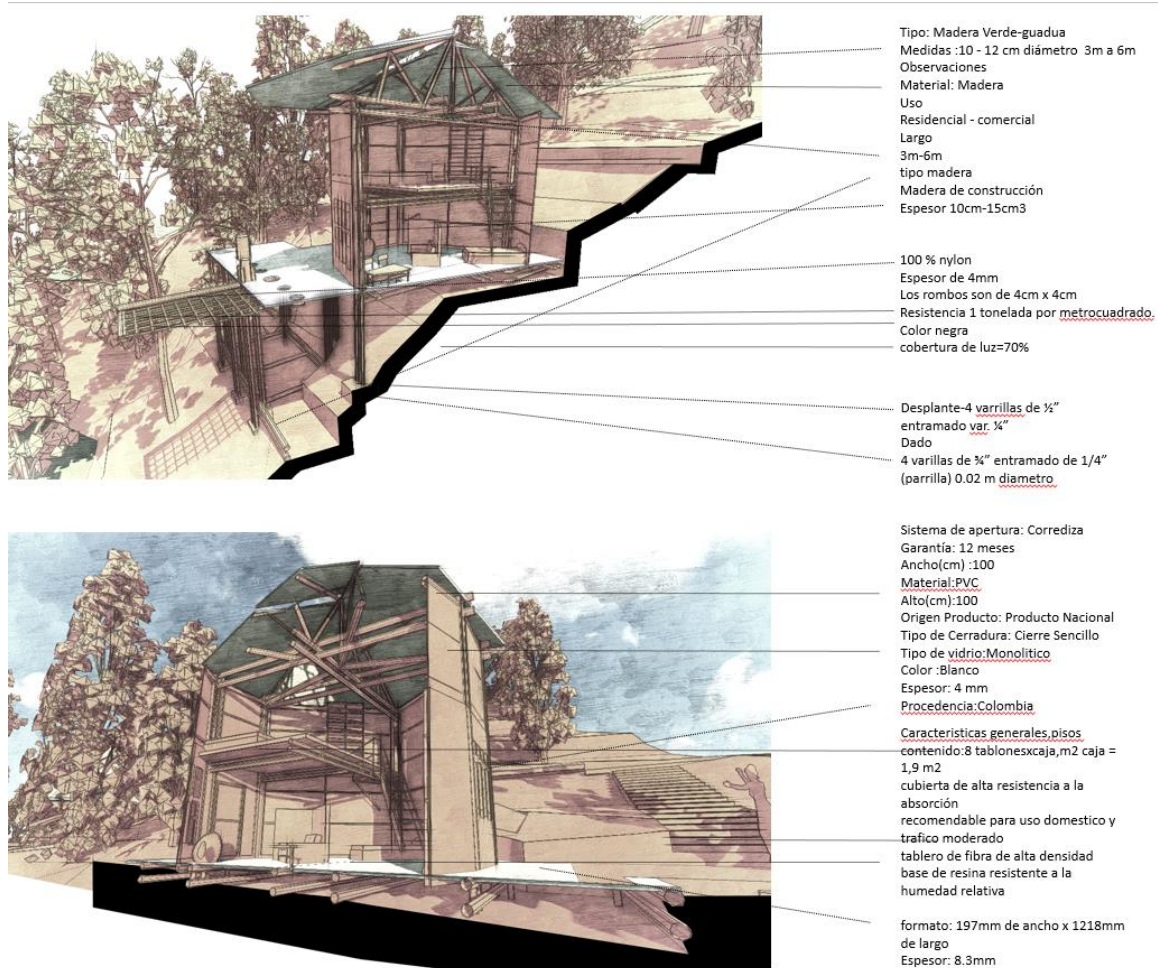 Tipo: Madera Verde-guadua
Medidas :10 - 12 cm diámetro  3m a 6m
Observaciones
Material: Madera
Uso
Residencial - comercial
Largo
3m-6m
tipo madera
Madera de construcción
Espesor 10cm-15cm3
100 % nylon
Espesor de 4mm
Los rombos son de 4cm x 4cm
Resistencia 1 tonelada por metrocuadrado.
Color negra
cobertura de luz=70%
Desplante-4 varrillas de ½”
entramado var. ¼”
Dado
4 varillas de ¾” entramado de 1/4”
(parrilla) 0.02 m diametro
Sistema de apertura: Corrediza
Garantía: 12 meses
Ancho(cm) :100
Material:PVC
Alto(cm):100
Origen Producto: Producto Nacional
Tipo de Cerradura: Cierre Sencillo
Tipo de vidrio:Monolitico
Color :Blanco
Espesor: 4 mm
Procedencia:Colombia
Caracteristicas generales,pisos
contenido:8 tablonesxcaja,m2 caja =
1,9 m2
cubierta de alta resistencia a la
absorción
recomendable para uso domestico y
trafico moderado
tablero de fibra de alta densidad
base de resina resistente a la
humedad relativa
formato: 197mm de ancho x 1218mm
de largo
Espesor: 8.3mm